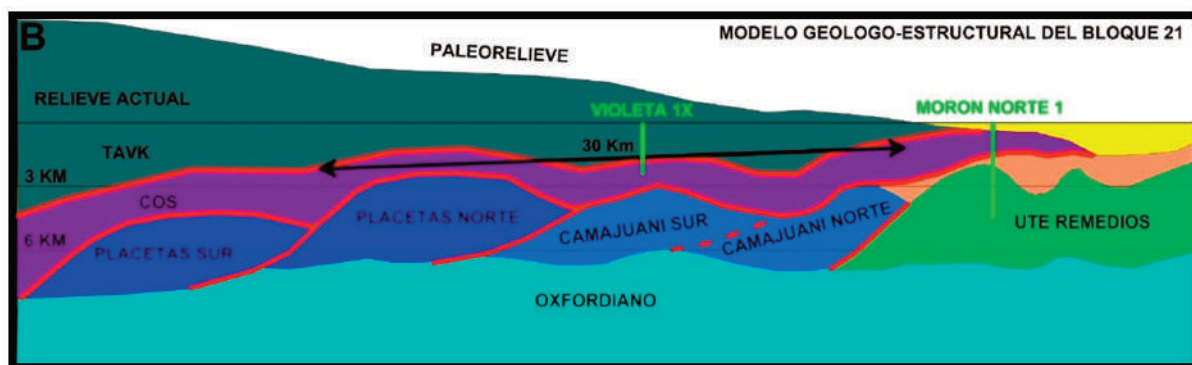 B
MODELO GEOLOGO-ESTRUCTURAL DEL BLOQUE 21
PALEORELIEVE
RELIEVE ACTUAL
VIOLETA 1X
MORON NORTE 1
TAVK
30 Km
3 KM
COS
PLACETAS NORTE
CAMAJUANI SUR
CAMAJUANI NORTE
UTE REMEDIOS
6 KM
PLACETAS SUR
OXFORDIANO